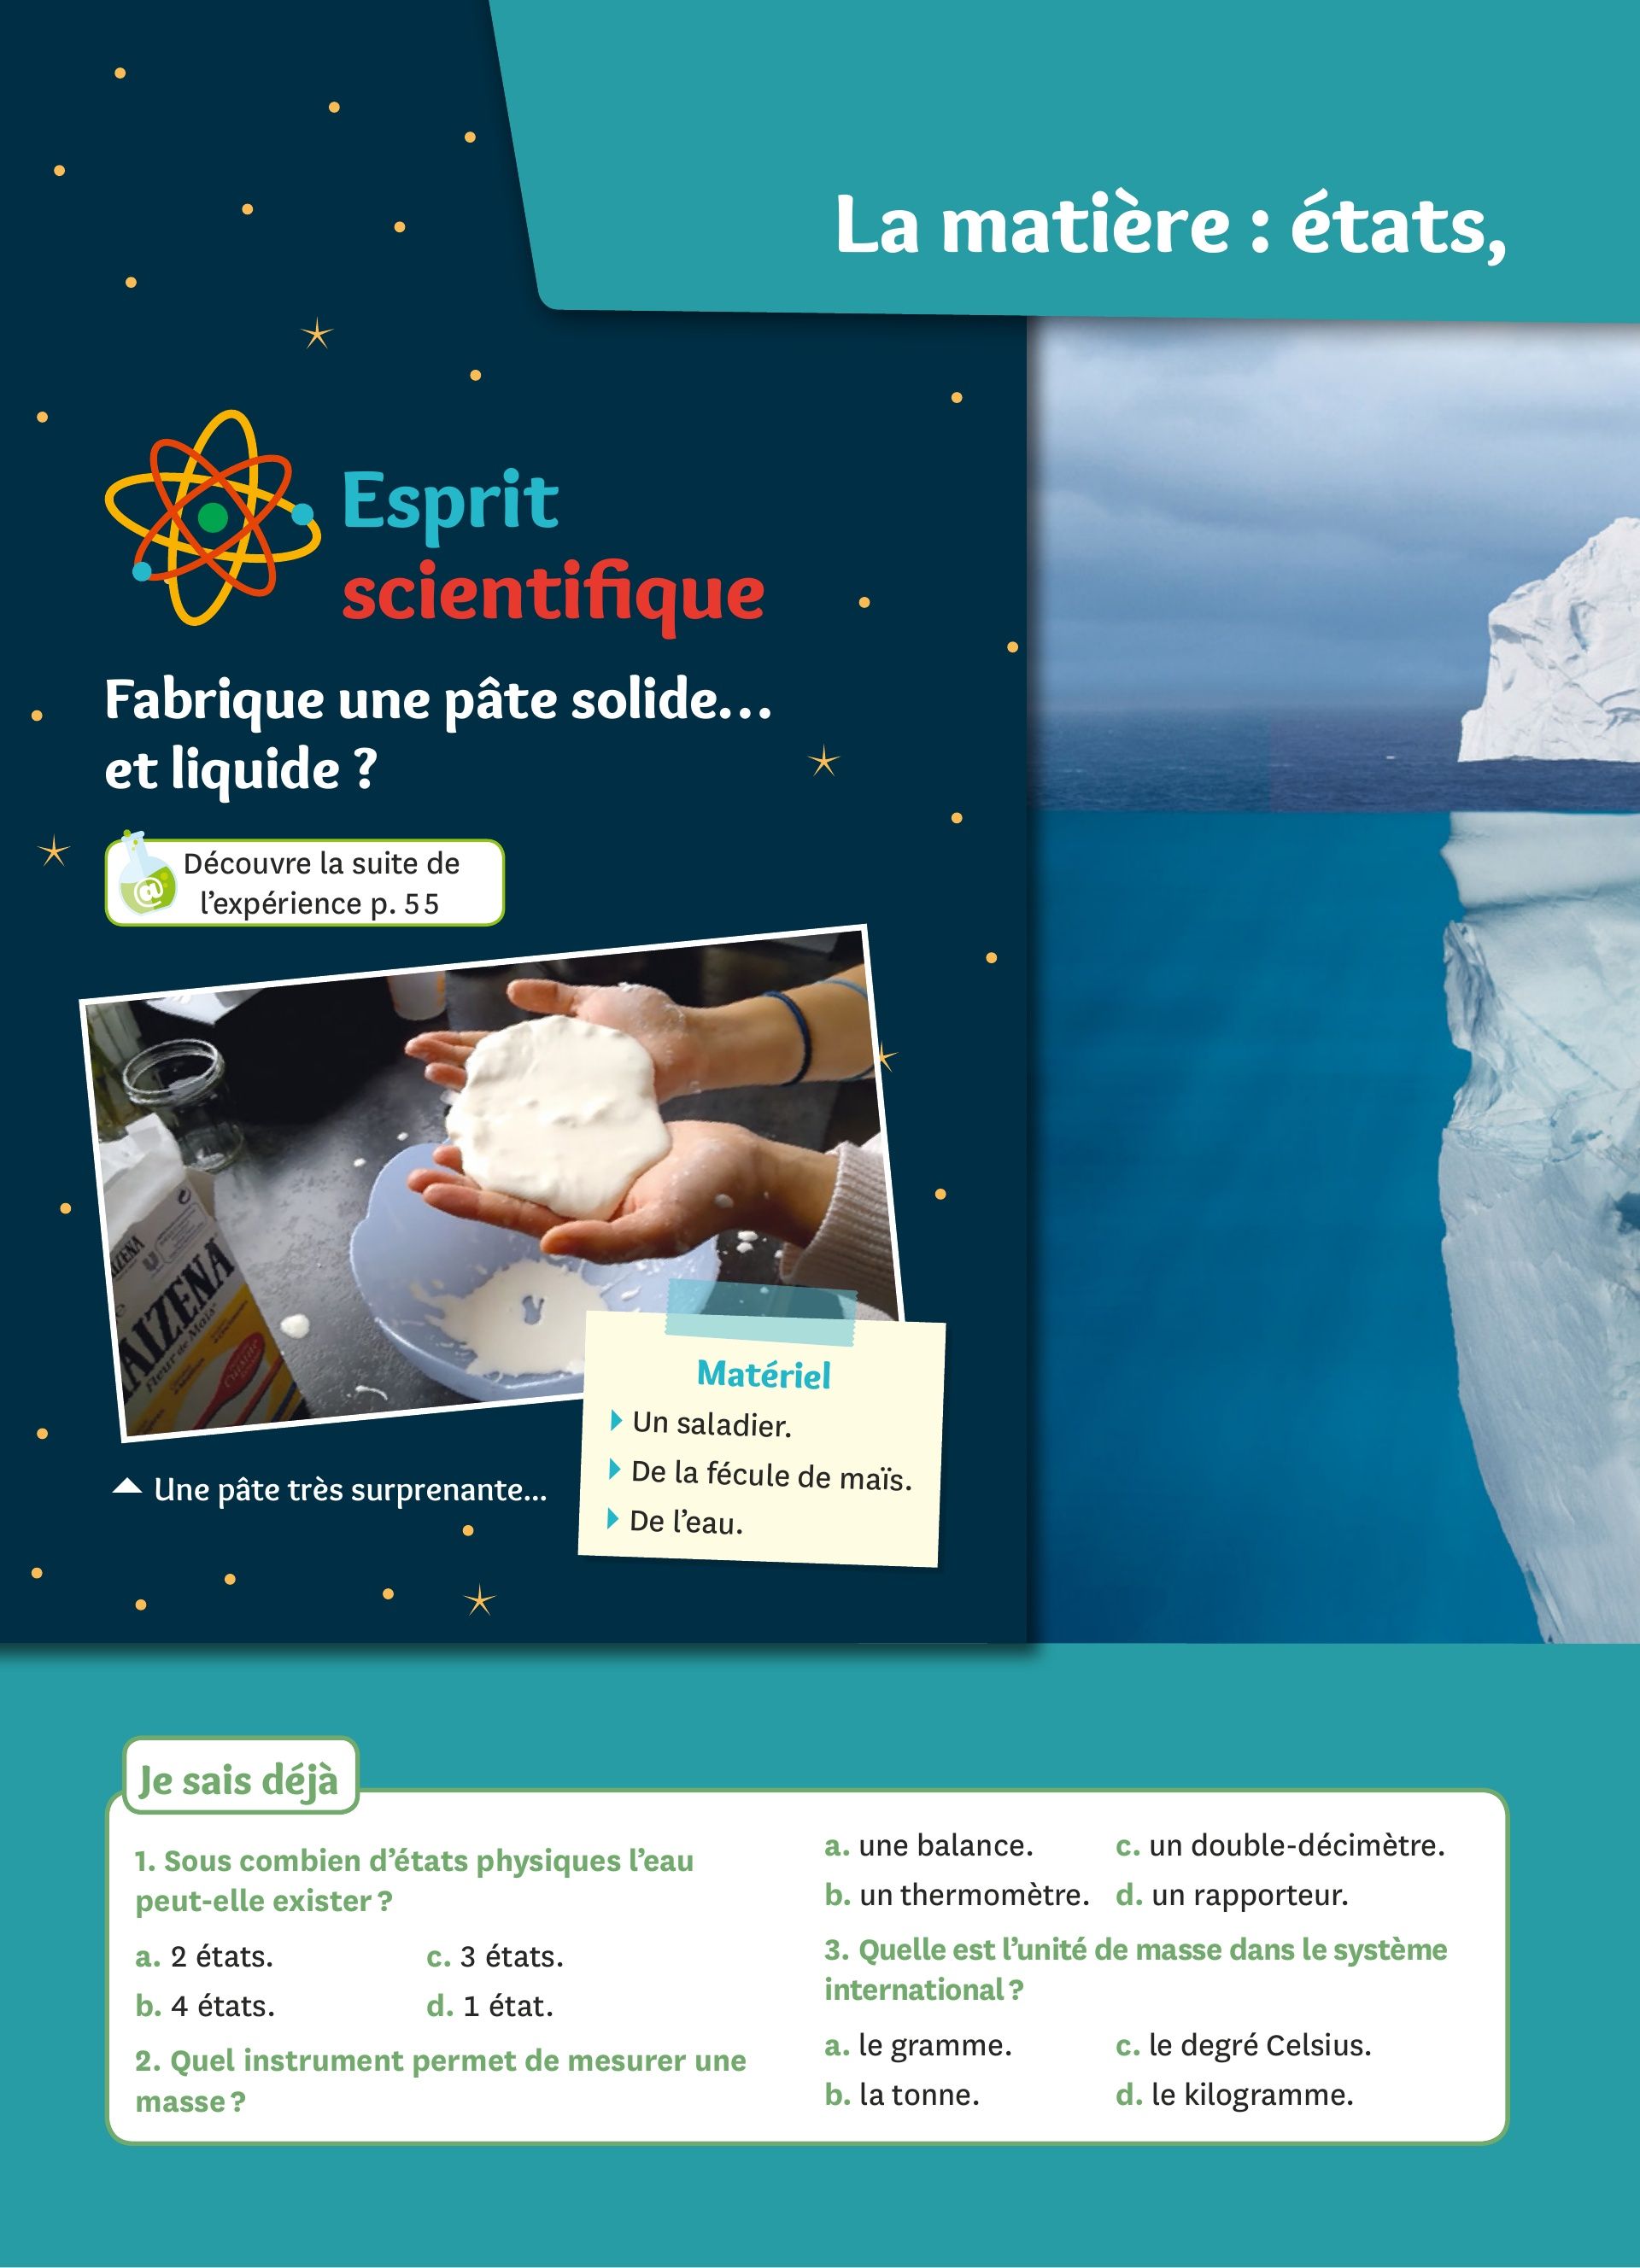 La matière : états,
Esprit
scientifique
Fabrique une pâte solide…
et liquide ?
@
Découvre la suite de
l'expérience p. 55
MAIZENA
Fleur de Maïs
Matériel
Un saladier.
De la fécule de maïs.
De l'eau.
Une pâte très surprenante...
Je sais déjà
1. Sous combien d'états physiques l'eau
peut-elle exister ?
a. 2 états.
c. 3 états.
b. 4 états.
d. 1 état.
2. Quel instrument permet de mesurer une
masse ?
a. une balance.
c. un double-décimètre.
b. un thermomètre.
d. un rapporteur.
3. Quelle est l'unité de masse dans le système
international ?
a. le gramme.
c. le degré Celsius.
b. la tonne.
d. le kilogramme.